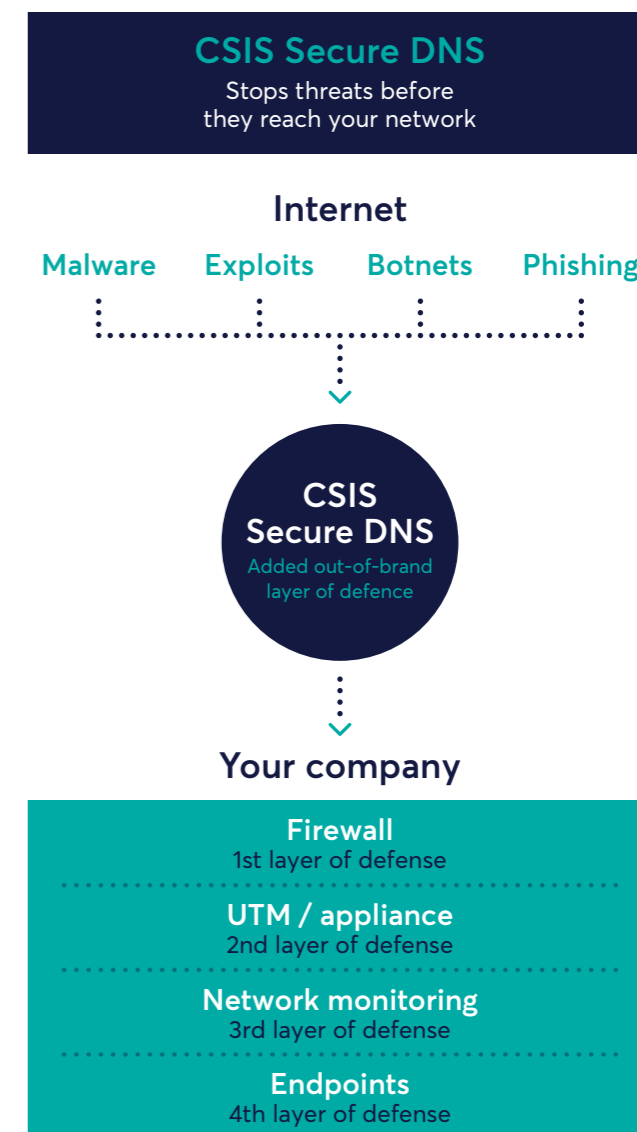 CSIS Secure DNS
Stops threats before
they reach your network
Internet
Malware Exploits Botnets Phishing
CSIS
Secure DNS
Added out-of-brand
layer of defence
Your company
Firewall
1st layer of defense
UTM / appliance
2nd layer of defense
Network monitoring
3rd layer of defense
Endpoints
4th layer of defense